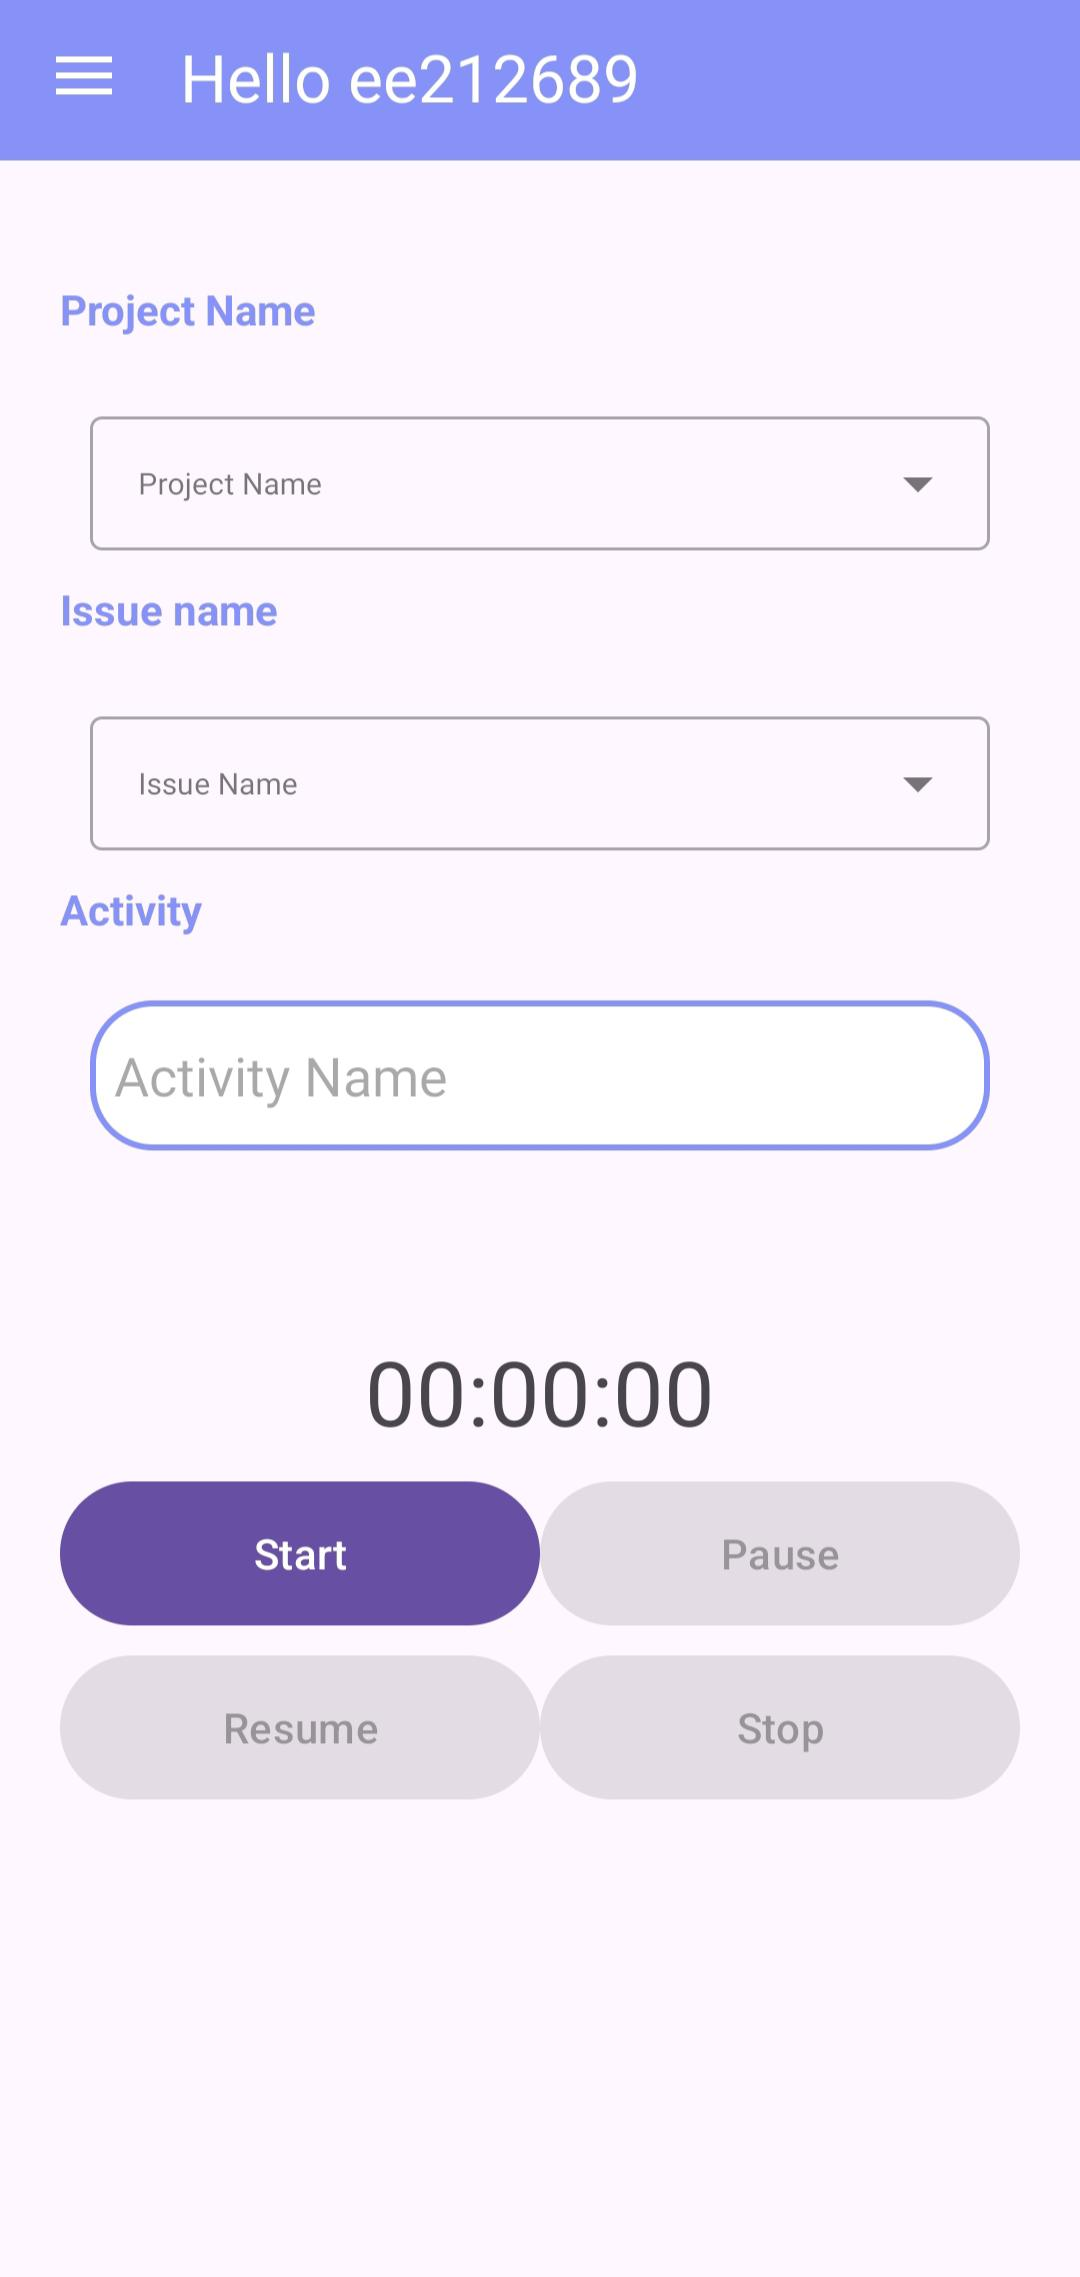 Hello ee212689
Project Name
Project Name
Issue name
Issue Name
Activity
Activity Name
00:00:00
Start
Pause
Resume
Stop